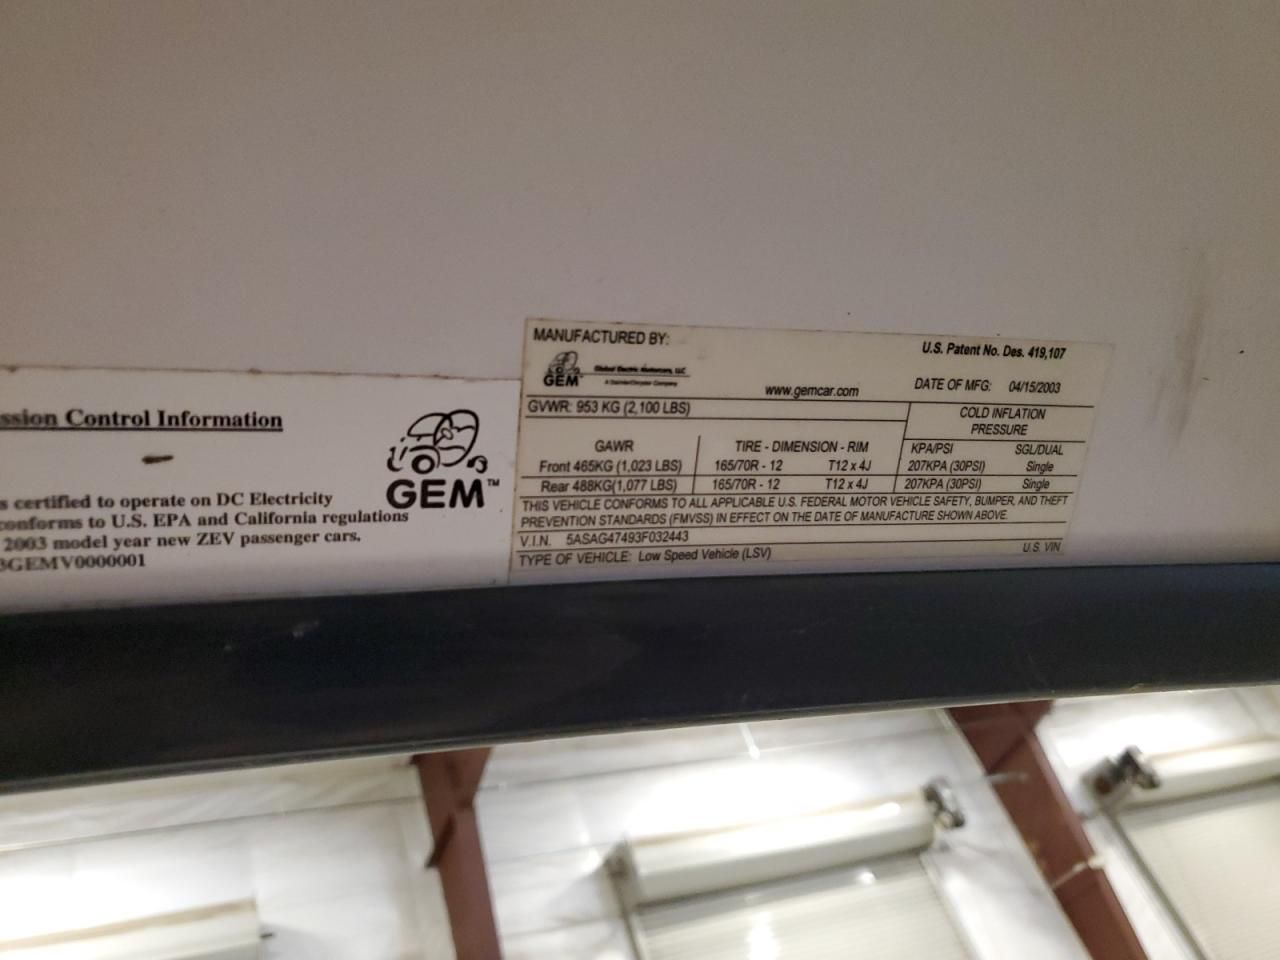 ssion Control Information
s certified to operate on DC Electricity
conforms to U.S. EPA and California regulations
2003 model year new ZEV passenger cars.
3GEMV0000001
GEM™
MANUFACTURED BY:
U.S. Patent No. Des. 419,107
GEM
Global Electric Motorcars, LLC
A DaimlerChrysler Company
www.gemcar.com
DATE OF MFG: 04/15/2003
GVWR: 953 KG (2,100 LBS)
COLD INFLATION
PRESSURE
GAWR TIRE - DIMENSION - RIM KPA/PSI SGL/DUAL
Front 465KG (1,023 LBS) 165/70R - 12 T12 x 4J 207KPA (30PSI) Single
Rear 488KG(1,077 LBS) 165/70R - 12 T12 x 4J 207KPA (30PSI) Single
THIS VEHICLE CONFORMS TO ALL APPLICABLE U.S. FEDERAL MOTOR VEHICLE SAFETY, BUMPER, AND THEFT
PREVENTION STANDARDS (FMVSS) IN EFFECT ON THE DATE OF MANUFACTURE SHOWN ABOVE.
V.I.N. 5ASAG47493F032443
TYPE OF VEHICLE: Low Speed Vehicle (LSV)
U.S. VIN